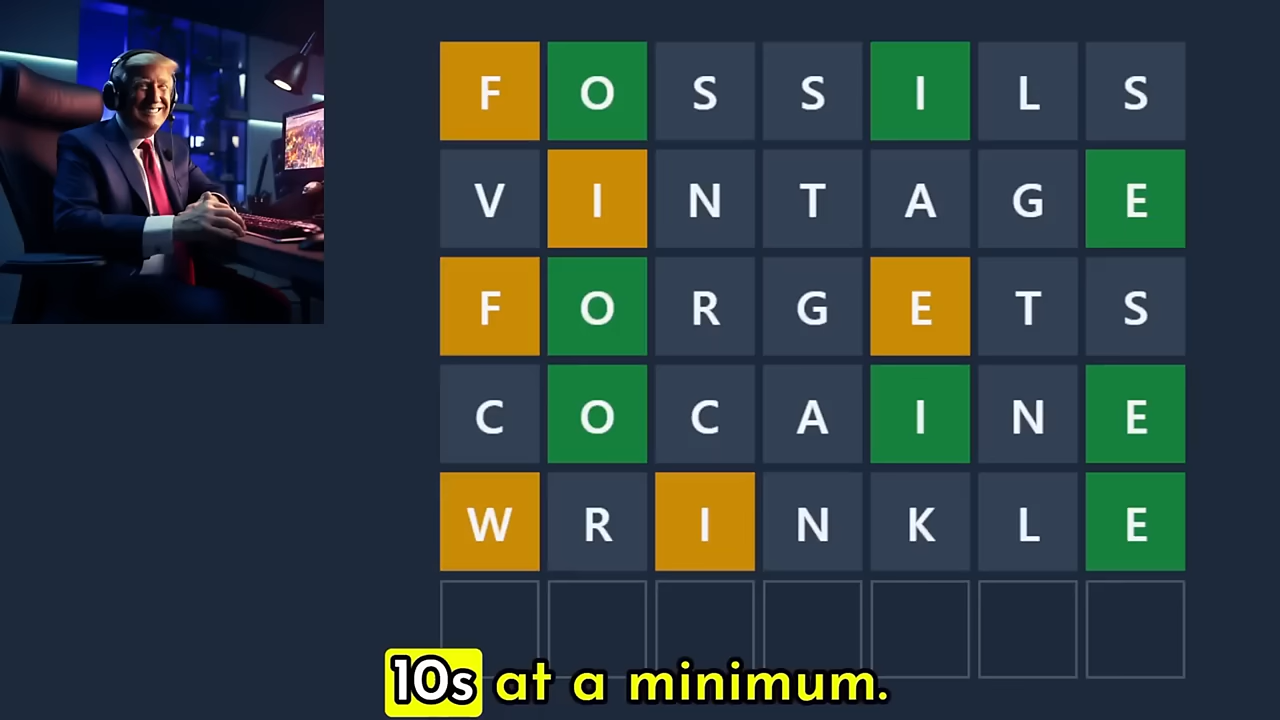 FOSSILS
VINTAGE
FORGETS
COCAINE
WRINKLE
10s at a minimum.